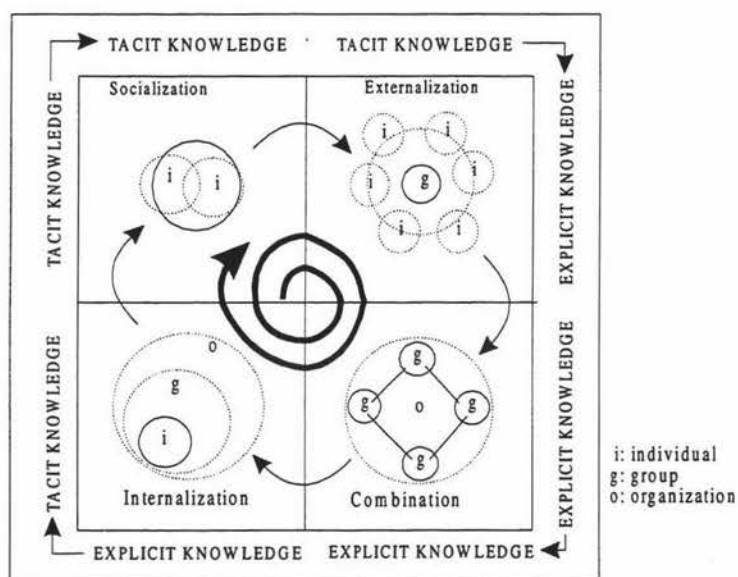 TACIT KNOWLEDGE TACIT KNOWLEDGE
Socialization Externalization
TACIT KNOWLEDGE
EXPLICIT KNOWLEDGE
i i
i i
i i
g
i i
o
g
i
g
g o g
g
TACIT KNOWLEDGE
EXPLICIT KNOWLEDGE
Internalization Combination
EXPLICIT KNOWLEDGE EXPLICIT KNOWLEDGE
i: individual
g: group
o: organization